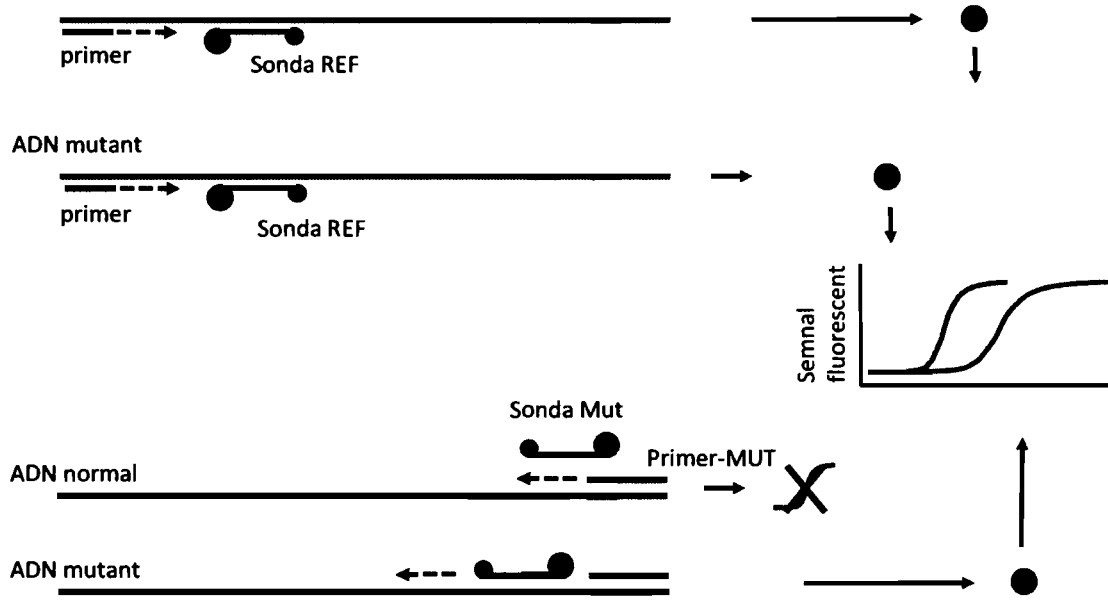 primer
Sonda REF
ADN mutant
primer
Sonda REF
Semnal
fluorescent
Sonda Mut
Primer-MUT
ADN normal
ADN mutant